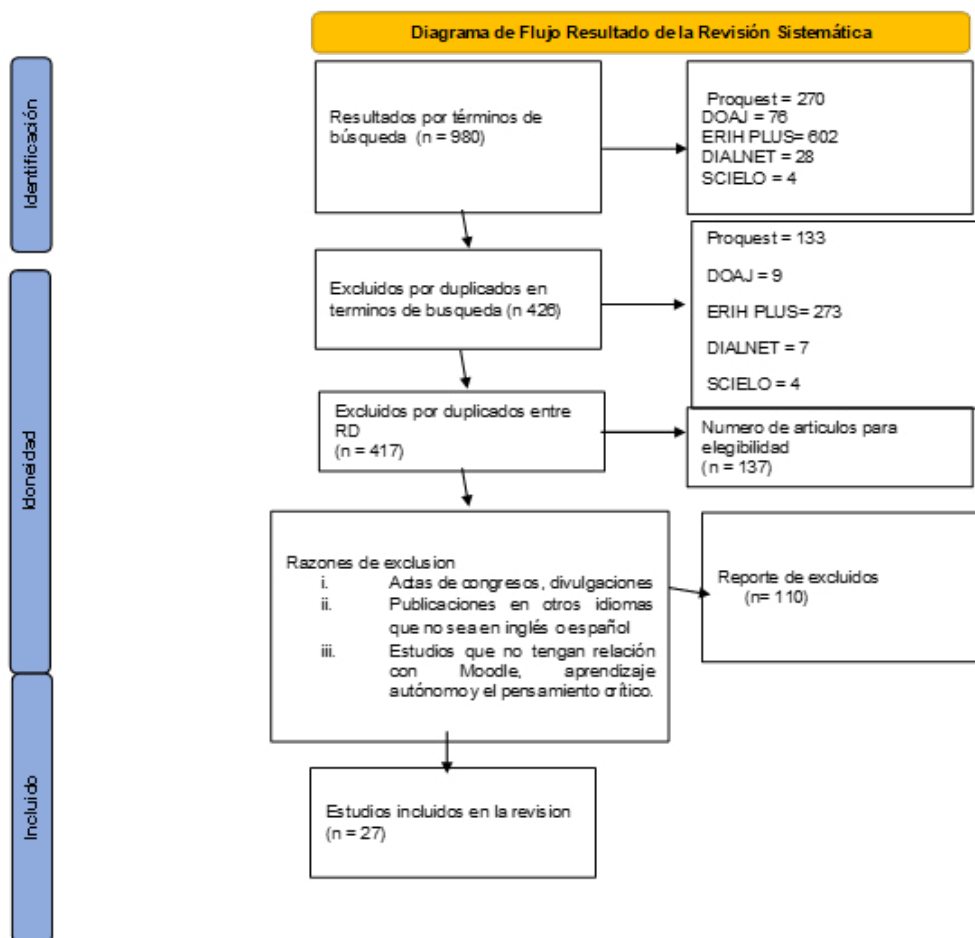 Diagrama de Flujo Resultado de la Revisión Sistemática
Identificación
Resultados por términos de
búsqueda (n = 980)
Proquest = 270
DOAJ = 76
ERIH PLUS= 602
DIALNET = 28
SCIELO = 4
Idoneidad
Excluidos por duplicados en
terminos de busqueda (n 426)
Proquest = 133
DOAJ = 9
ERIH PLUS= 273
DIALNET = 7
SCIELO = 4
Excluidos por duplicados entre
RD
(n = 417)
Numero de articulos para
elegibilidad
(n = 137)
Razones de exclusion
i. Actas de congresos, divulgaciones
ii. Publicaciones en otros idiomas
que no sea en inglés o español
iii. Estudios que no tengan relación
con Moodle, aprendizaje
autónomo y el pensamiento crítico.
Reporte de excluidos
(n= 110)
Incluido
Estudios incluidos en la revision
(n = 27)